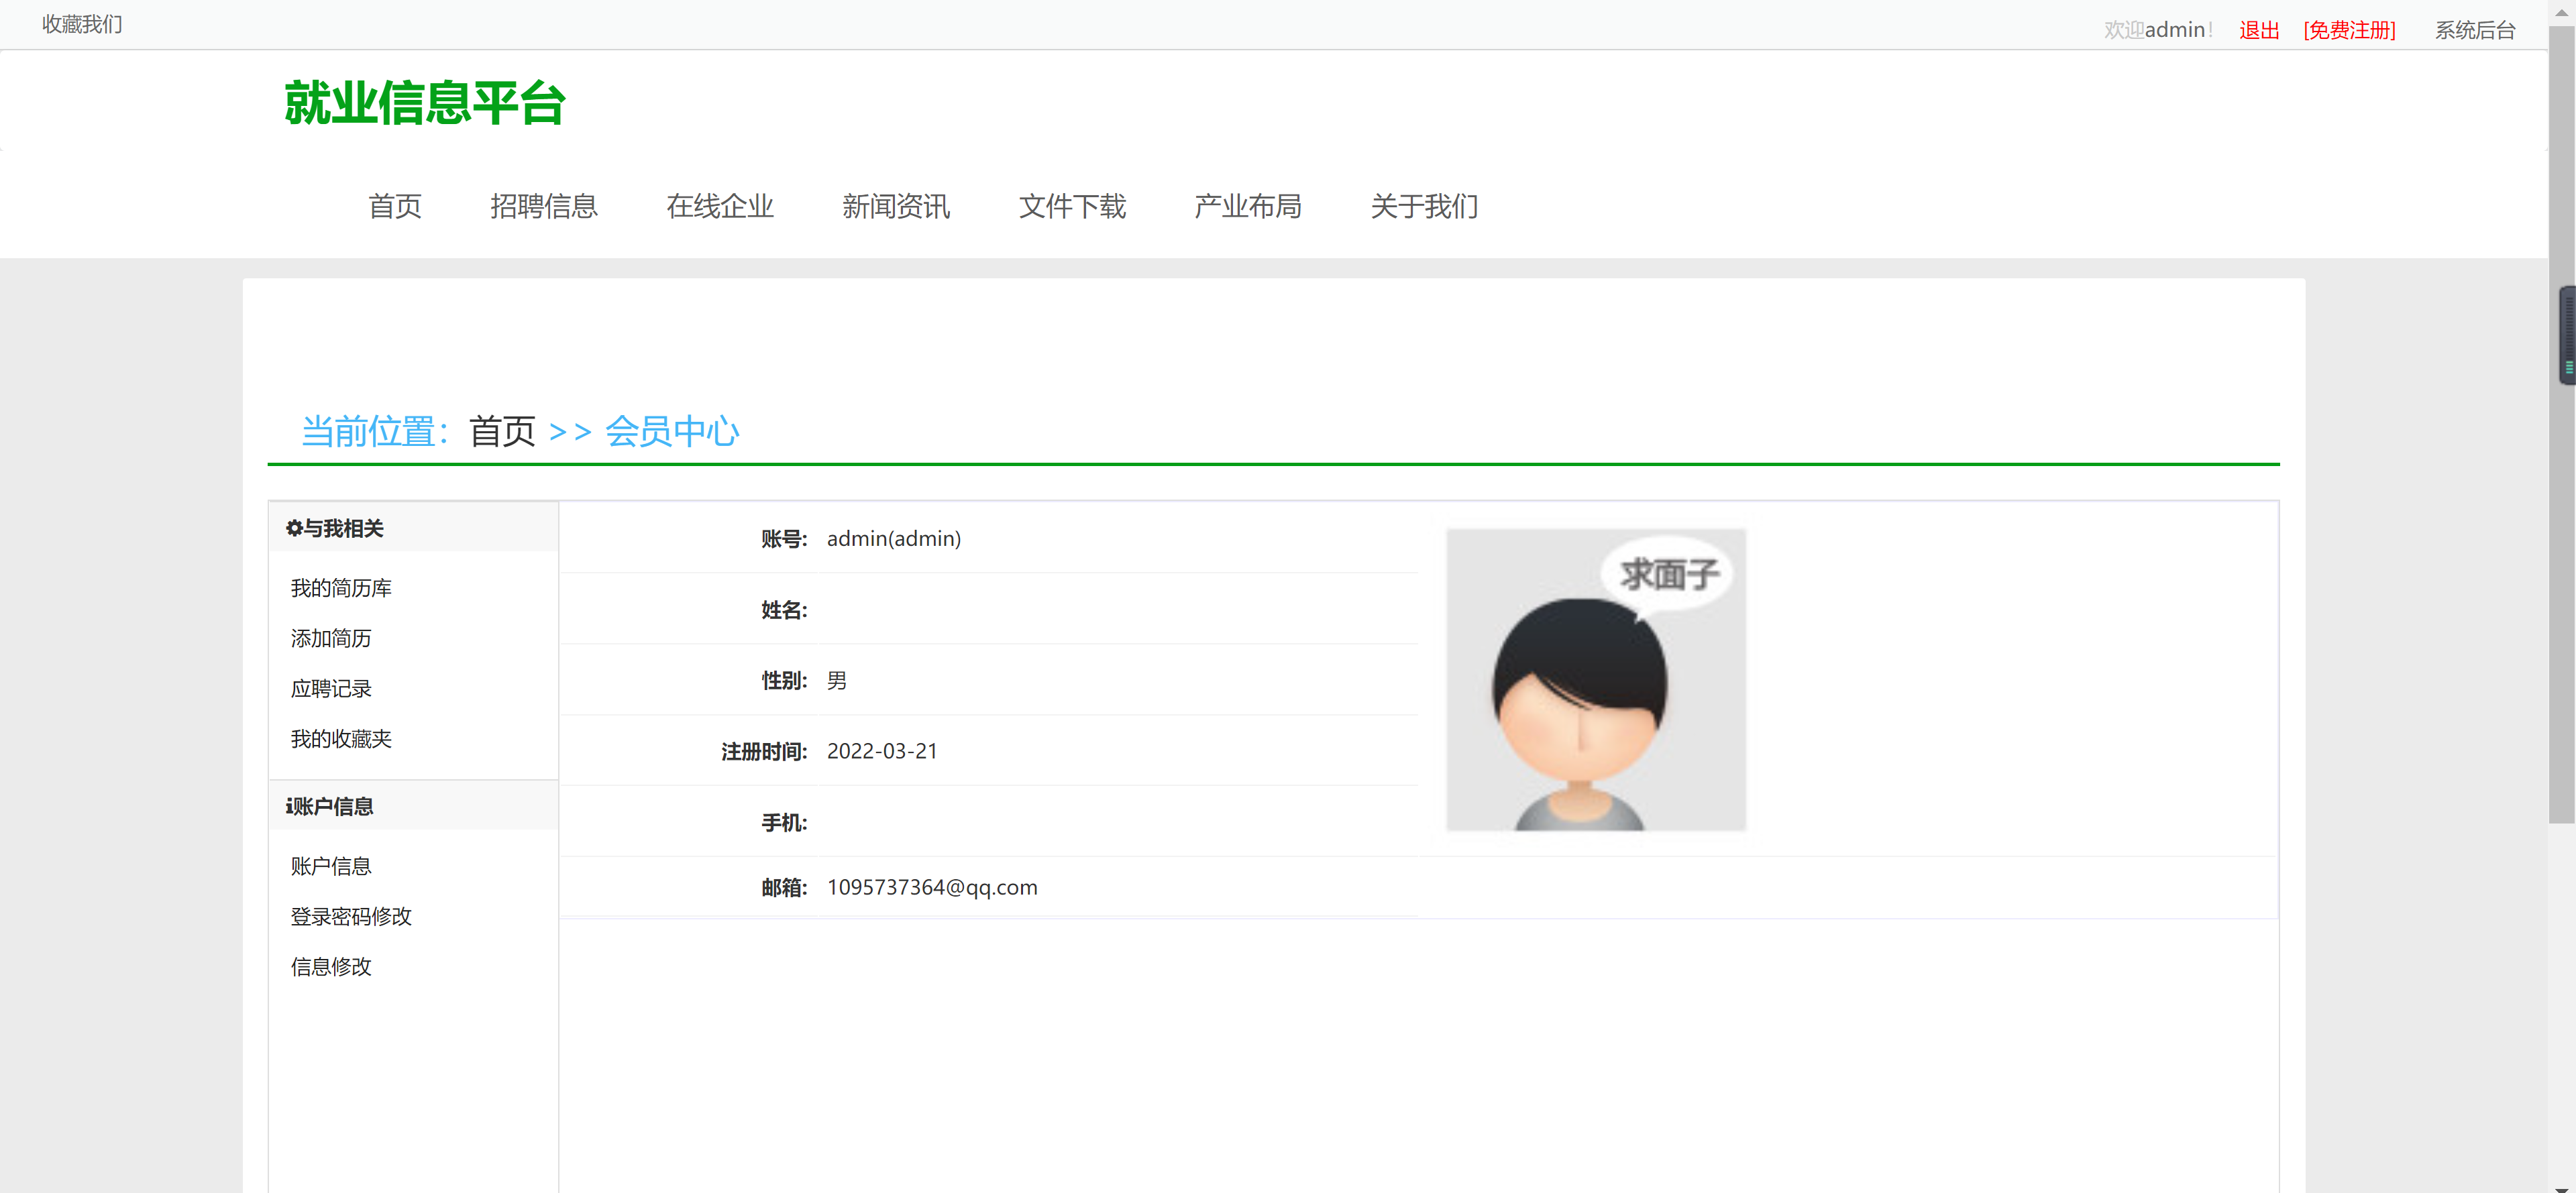 收藏我们
欢迎admin! 退出 [免费注册] 系统后台
就业信息平台
首页 招聘信息 在线企业 新闻资讯 文件下载 产业布局 关于我们
当前位置：首页 >> 会员中心
与我相关
我的简历库
添加简历
应聘记录
我的收藏夹
账户信息
账户信息
登录密码修改
信息修改
账号: admin(admin)
姓名:
性别: 男
注册时间: 2022-03-21
手机:
邮箱: 1095737364@qq.com
求面子